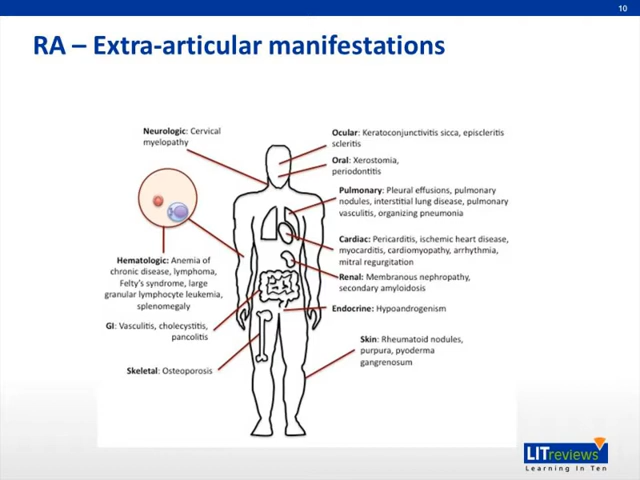 10
RA – Extra-articular manifestations
Neurologic: Cervical
myelopathy
Ocular: Keratoconjunctivitis sicca, episcleritis
scleritis
Oral: Xerostomia,
periodontitis
Pulmonary: Pleural effusions, pulmonary
nodules, interstitial lung disease, pulmonary
vasculitis, organizing pneumonia
Cardiac: Pericarditis, ischemic heart disease,
myocarditis, cardiomyopathy, arrhythmia,
mitral regurgitation
Hematologic: Anemia of
chronic disease, lymphoma,
Felty's syndrome, large
granular lymphocyte leukemia,
splenomegaly
Renal: Membranous nephropathy,
secondary amyloidosis
Endocrine: Hypoandrogenism
GI: Vasculitis, cholecystitis,
pancolitis
Skin: Rheumatoid nodules,
purpura, pyoderma
gangrenosum
Skeletal: Osteoporosis
LITreviews
Learning In Ten